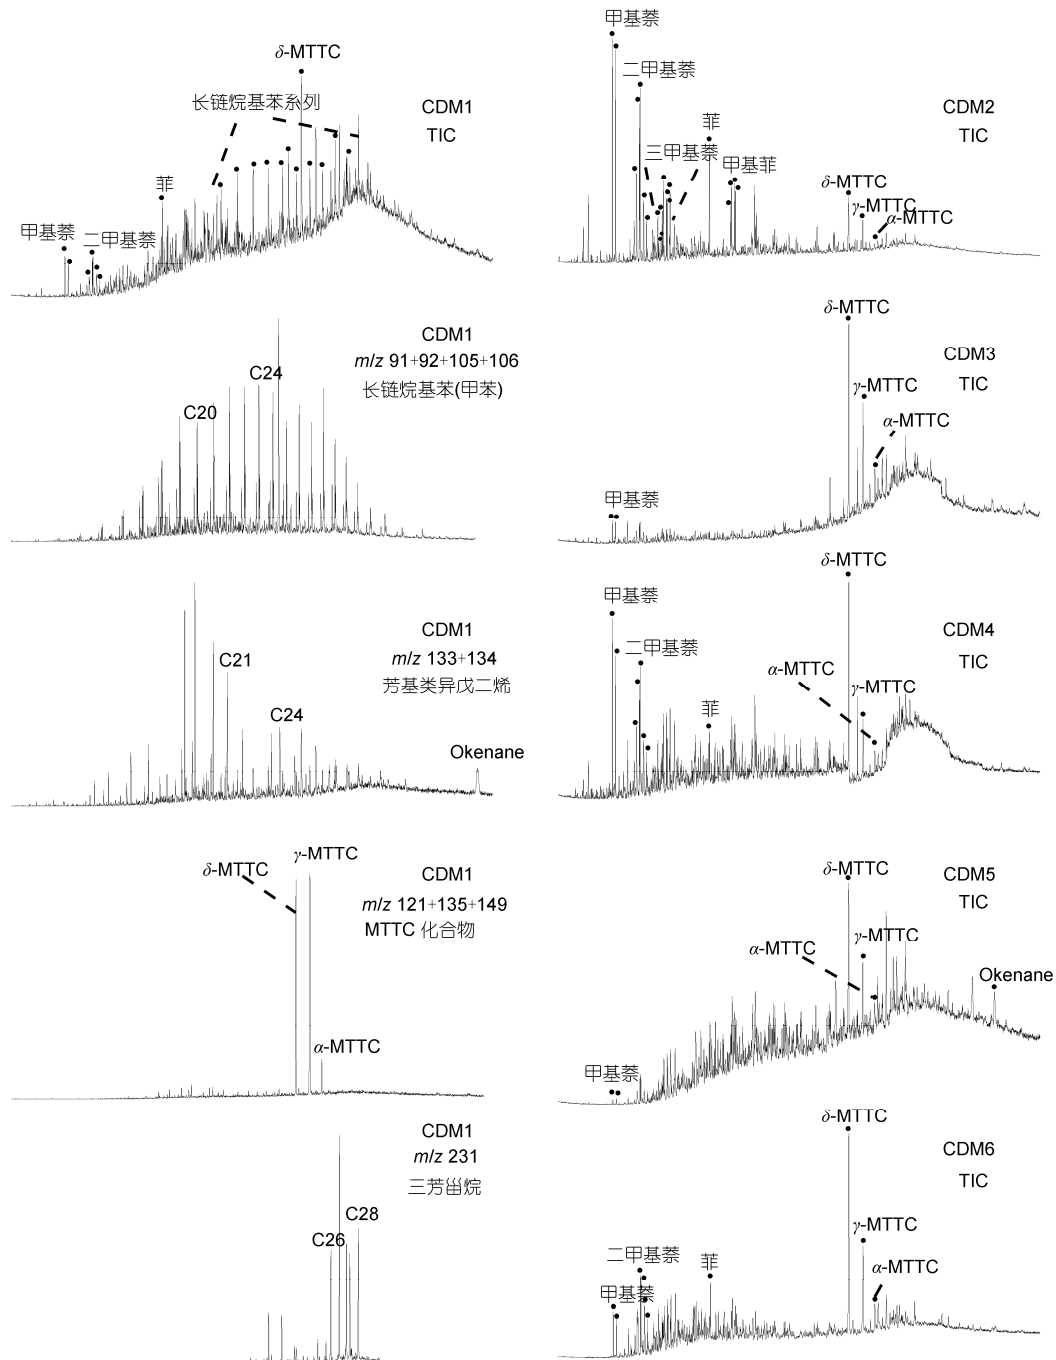 δ-MTTC
长链烷基苯系列
CDM1
TIC
菲
甲基萘
二甲基萘
CDM1
m/z 91+92+105+106
长链烷基苯(甲苯)
C24
C20
CDM1
m/z 133+134
芳基类异戊二烯
C21
C24
Okenane
δ-MTTC
γ-MTTC
CDM1
m/z 121+135+149
MTTC 化合物
α-MTTC
CDM1
m/z 231
三芳甾烷
C28
C26
甲基萘
二甲基萘
CDM2
TIC
菲
三甲基萘
甲基菲
δ-MTTC
γ-MTTC
α-MTTC
δ-MTTC
CDM3
TIC
γ-MTTC
α-MTTC
甲基萘
δ-MTTC
甲基萘
CDM4
TIC
二甲基萘
α-MTTC
γ-MTTC
菲
δ-MTTC
CDM5
TIC
γ-MTTC
α-MTTC
Okenane
甲基萘
δ-MTTC
CDM6
TIC
γ-MTTC
二甲基萘
菲
α-MTTC
甲基萘